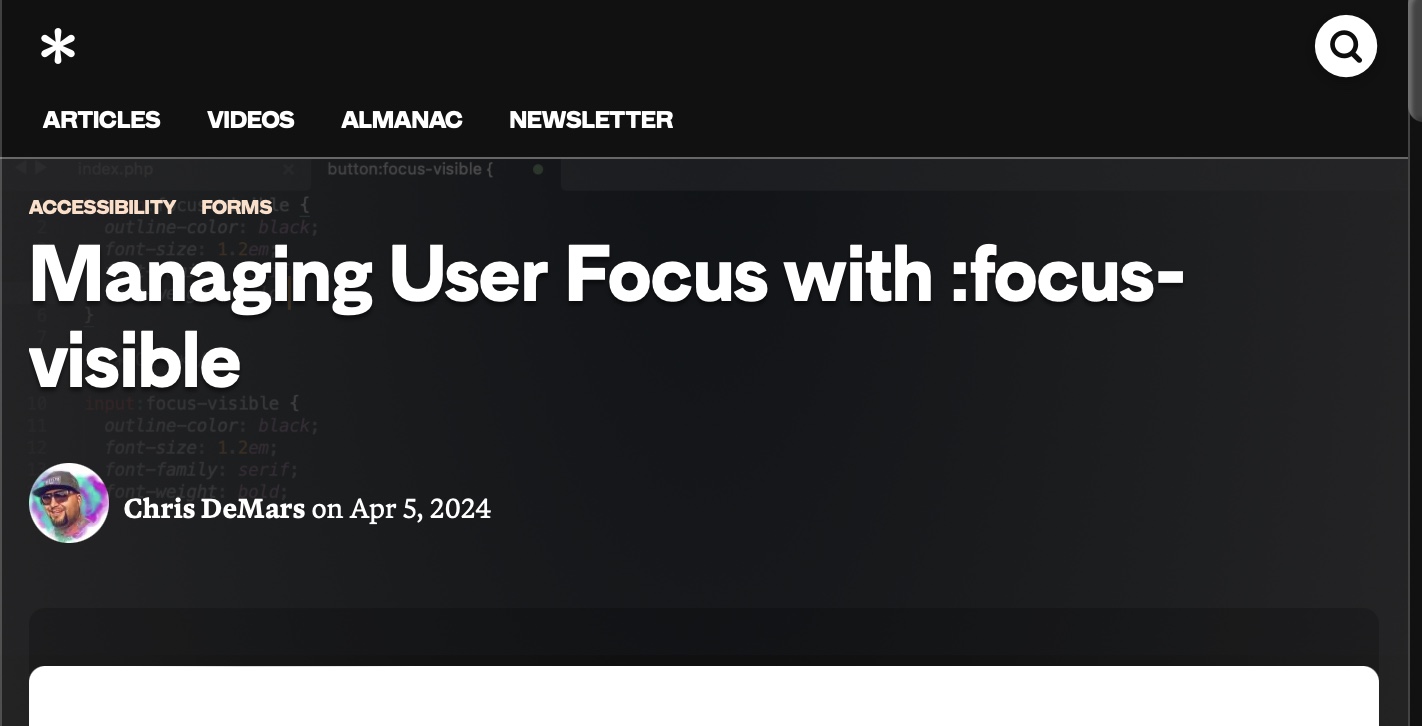 ARTICLES VIDEOS ALMANAC NEWSLETTER
index.php button:focus-visible {
ACCESSIBILITY FORMS
outline-color: black;
font-size: 1.2em;
Managing User Focus with :focus-
visible
}
10 input:focus-visible {
11 outline-color: black;
12 font-size: 1.2em;
font-family: serif;
font-weight: bold;
Chris DeMars on Apr 5, 2024